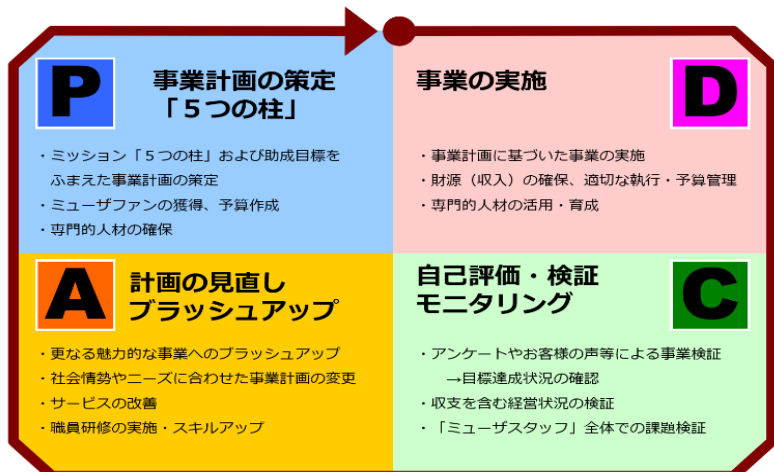 P
事業計画の策定
「５つの柱」
・ミッション「５つの柱」および助成目標を
ふまえた事業計画の策定
・ミューザファンの獲得、予算作成
・専門的人材の確保
事業の実施
D
・事業計画に基づいた事業の実施
・財源（収入）の確保、適切な執行・予算管理
・専門的人材の活用・育成
A
計画の見直し
ブラッシュアップ
・更なる魅力的な事業へのブラッシュアップ
・社会情勢やニーズに合わせた事業計画の変更
・サービスの改善
・職員研修の実施・スキルアップ
自己評価・検証
モニタリング
C
・アンケートやお客様の声等による事業検証
→目標達成状況の確認
・収支を含む経営状況の検証
・「ミューザスタッフ」全体での課題検証